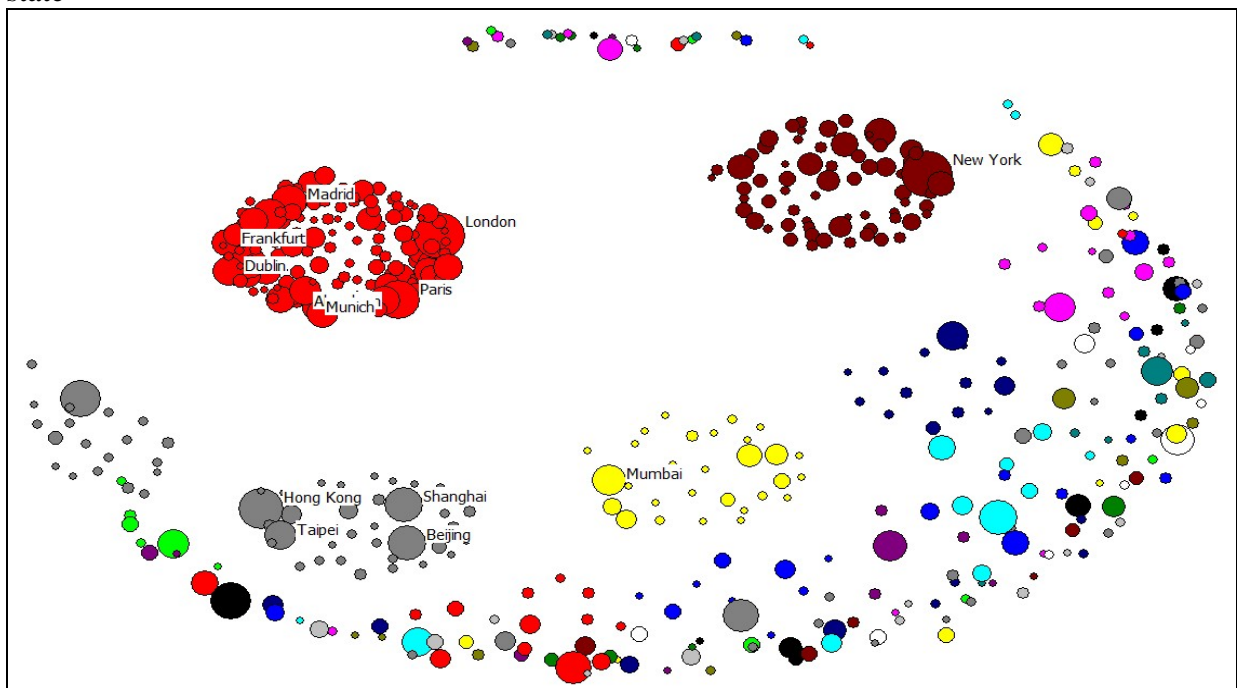 New York
Madrid
London
Frankfurt
Dublin.
Paris
Munich
Mumbai
Hong Kong
Shanghai
Taipei
Beijing